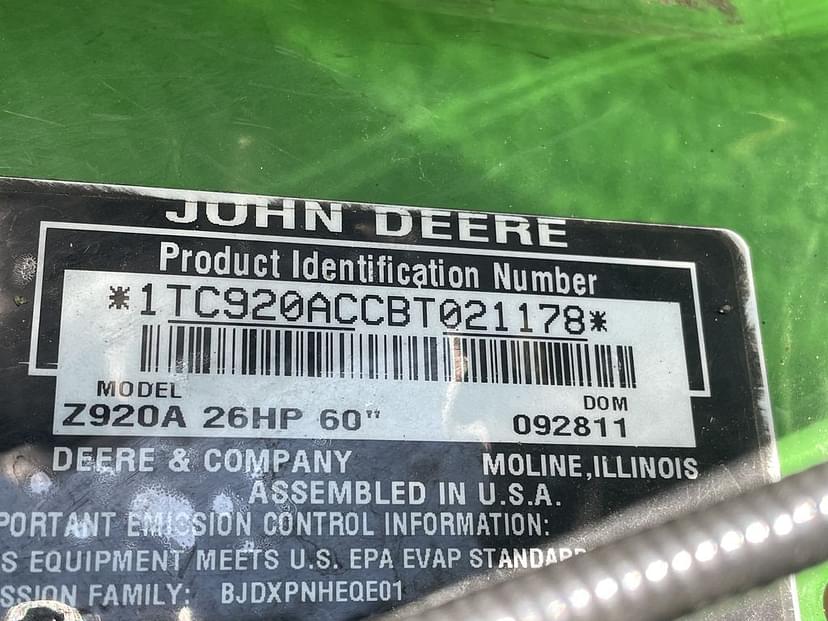 JOHN DEERE
Product Identification Number
*1TC920ACCBT021178*
MODEL
DOM
Z920A 26HP 60"
092811
DEERE & COMPANY
MOLINE, ILLINOIS
ASSEMBLED IN U.S.A.
PORTANT EMISSION CONTROL INFORMATION:
S EQUIPMENT MEETS U.S. EPA EVAP STANDARD
SSION FAMILY: BJDXPNHEQE01